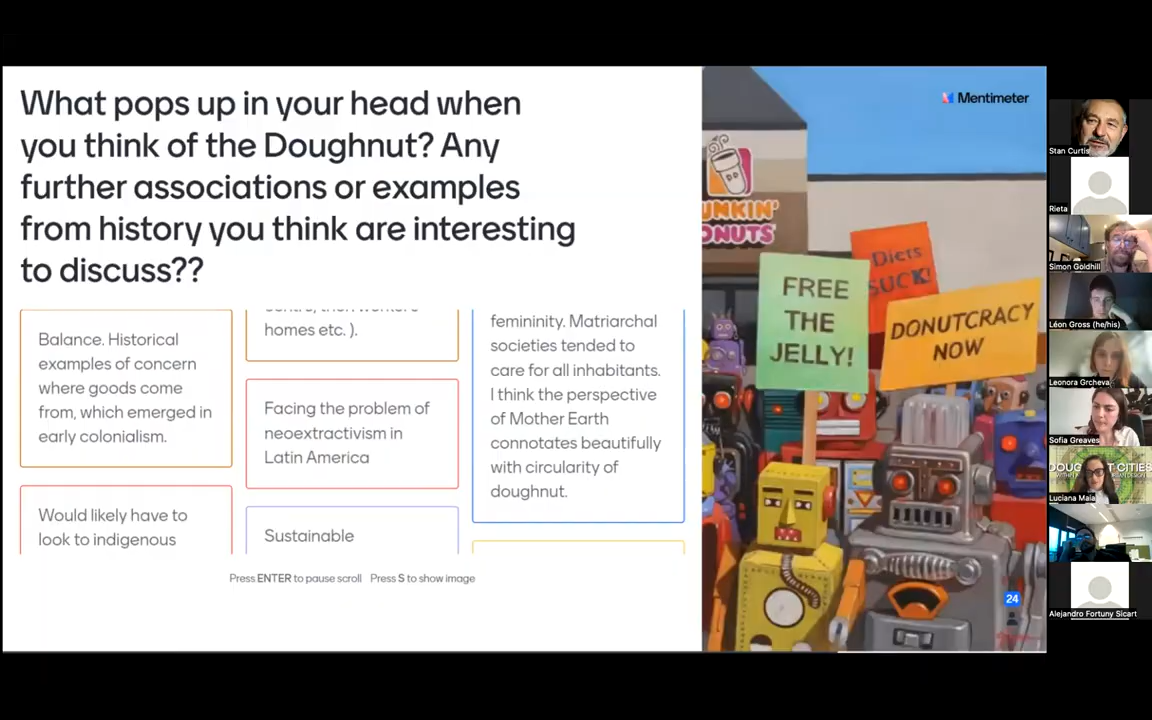 What pops up in your head when
you think of the Doughnut? Any
further associations or examples
from history you think are interesting
to discuss??
Balance. Historical
examples of concern
where goods come
from, which emerged in
early colonialism.
Would likely have to
look to indigenous
homes etc. ).
Facing the problem of
neoextractivism in
Latin America
Sustainable
femininity. Matriarchal
societies tended to
care for all inhabitants.
I think the perspective
of Mother Earth
connotates beautifully
with circularity of
doughnut.
Press ENTER to pause scroll Press S to show image
Mentimeter
UNKIN'
ONUTS
Diets
SUCK!
FREE
THE
JELLY!
DONUTCRACY
NOW
24
Stan Curtis
Rieta
Simon Goldhill
Léon Gross (he/his)
Leonora Grcheva
Sofia Greaves
Luciana Maia
Alejandro Fortuny Sicart